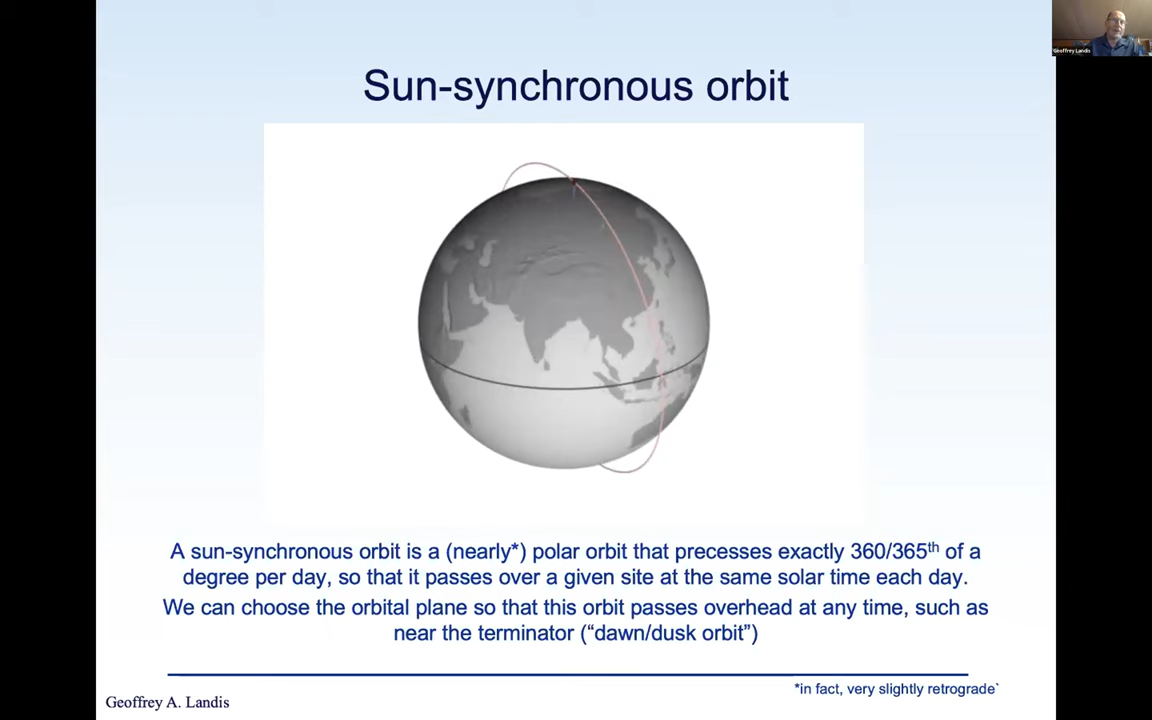 Geoffrey Landis
Sun-synchronous orbit
A sun-synchronous orbit is a (nearly*) polar orbit that precesses exactly 360/365th of a
degree per day, so that it passes over a given site at the same solar time each day.
We can choose the orbital plane so that this orbit passes overhead at any time, such as
near the terminator (“dawn/dusk orbit”)
*in fact, very slightly retrograde`
Geoffrey A. Landis